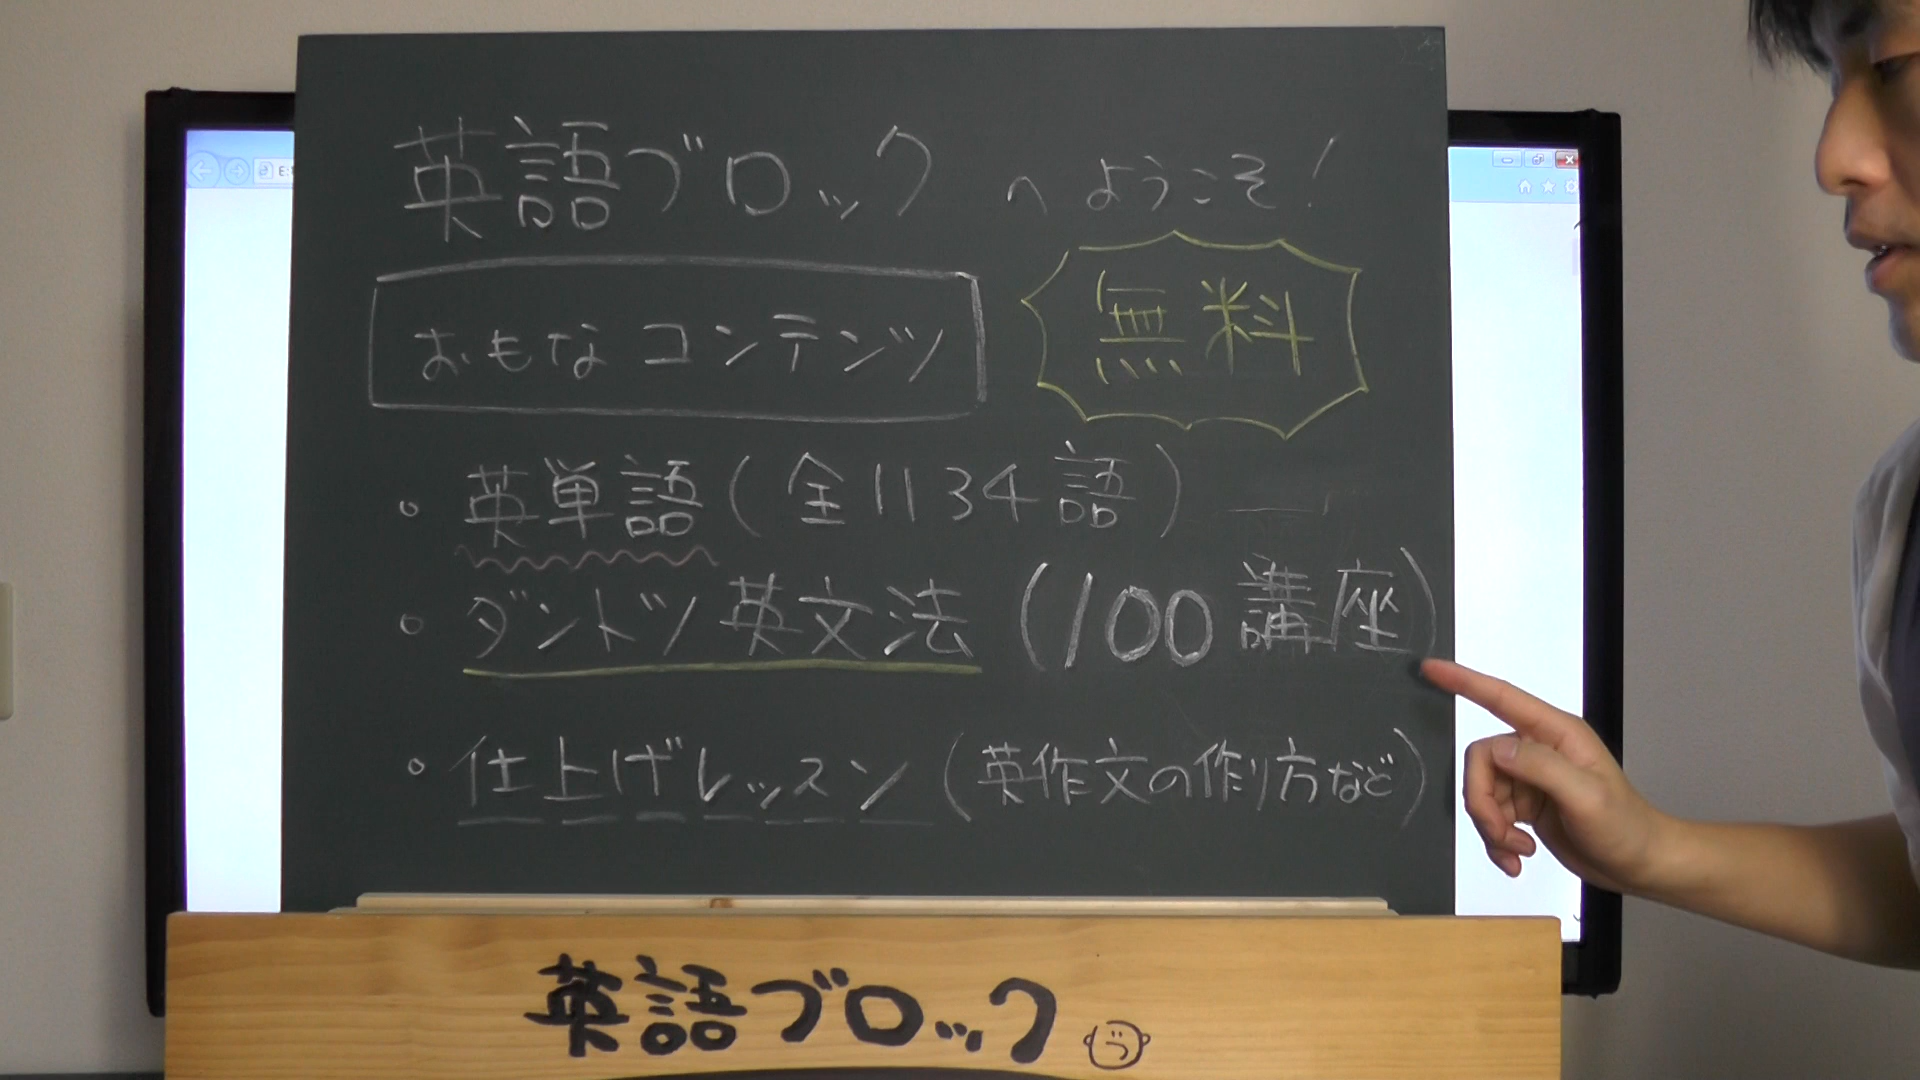 英語ブロックへようこそ!
おもなコンテンツ
無料
・英単語(全1134語)
・ダントツ英文法(100講座)
・仕上げレッスン(英作文の作り方など)
英語ブロック